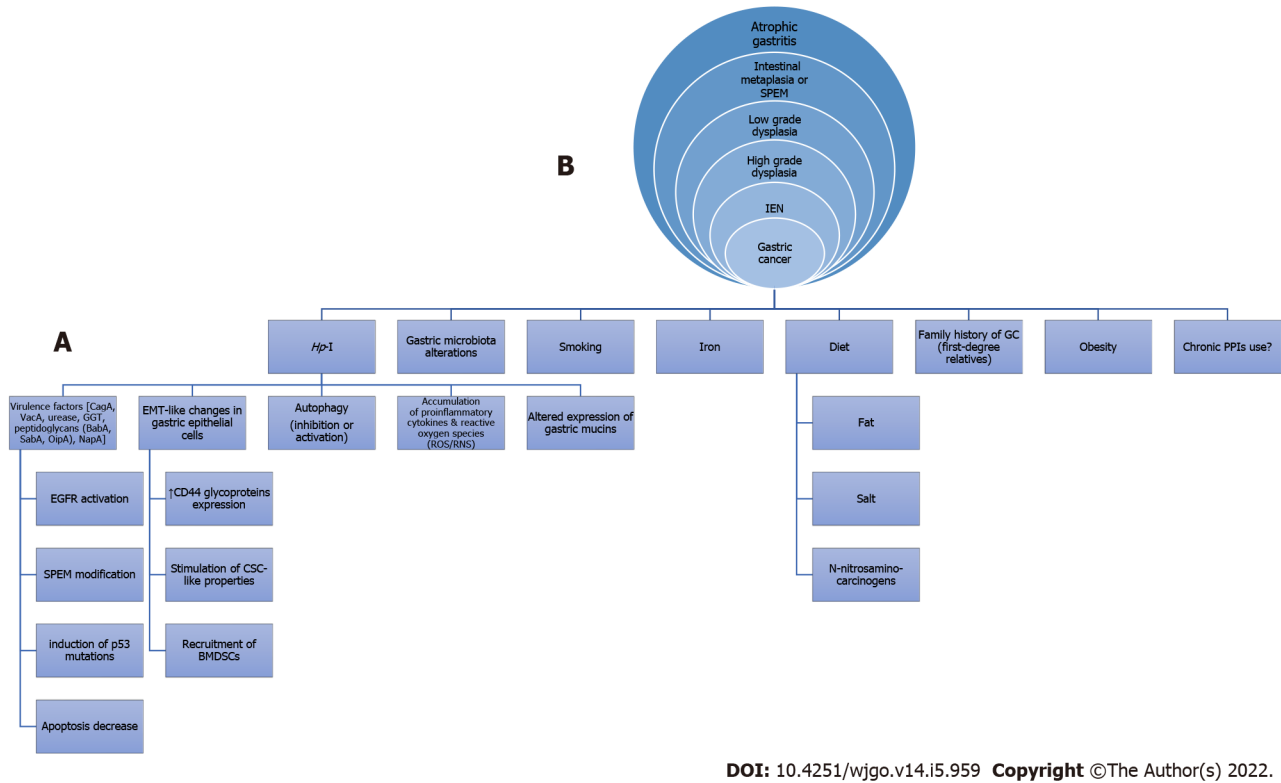 Atrophic
gastritis
Intestinal
metaplasia or
SPEM
Low grade
dysplasia
B
High grade
dysplasia
IEN
Gastric
cancer
A
Hp-I
Gastric microbiota
alterations
Smoking
Iron
Diet
Family history of GC
(first-degree
relatives)
Obesity
Chronic PPIs use?
Virulence factors [CagA,
VacA, urease, GGT,
peptidoglycans (BabA,
SabA, OipA), NapA]
EMT-like changes in
gastric epithelial
cells
Autophagy
(inhibition or
activation)
Accumulation
of proinflammatory
cytokines & reactive
oxygen species
(ROS/RNS)
Altered expression of
gastric mucins
EGFR activation
SPEM modification
induction of p53
mutations
Apoptosis decrease
↑CD44 glycoproteins
expression
Stimulation of CSC-
like properties
Recruitment of
BMDSCs
Fat
Salt
N-nitrosamino-
carcinogens
DOI: 10.4251/wjgo.v14.i5.959 Copyright ©The Author(s) 2022.